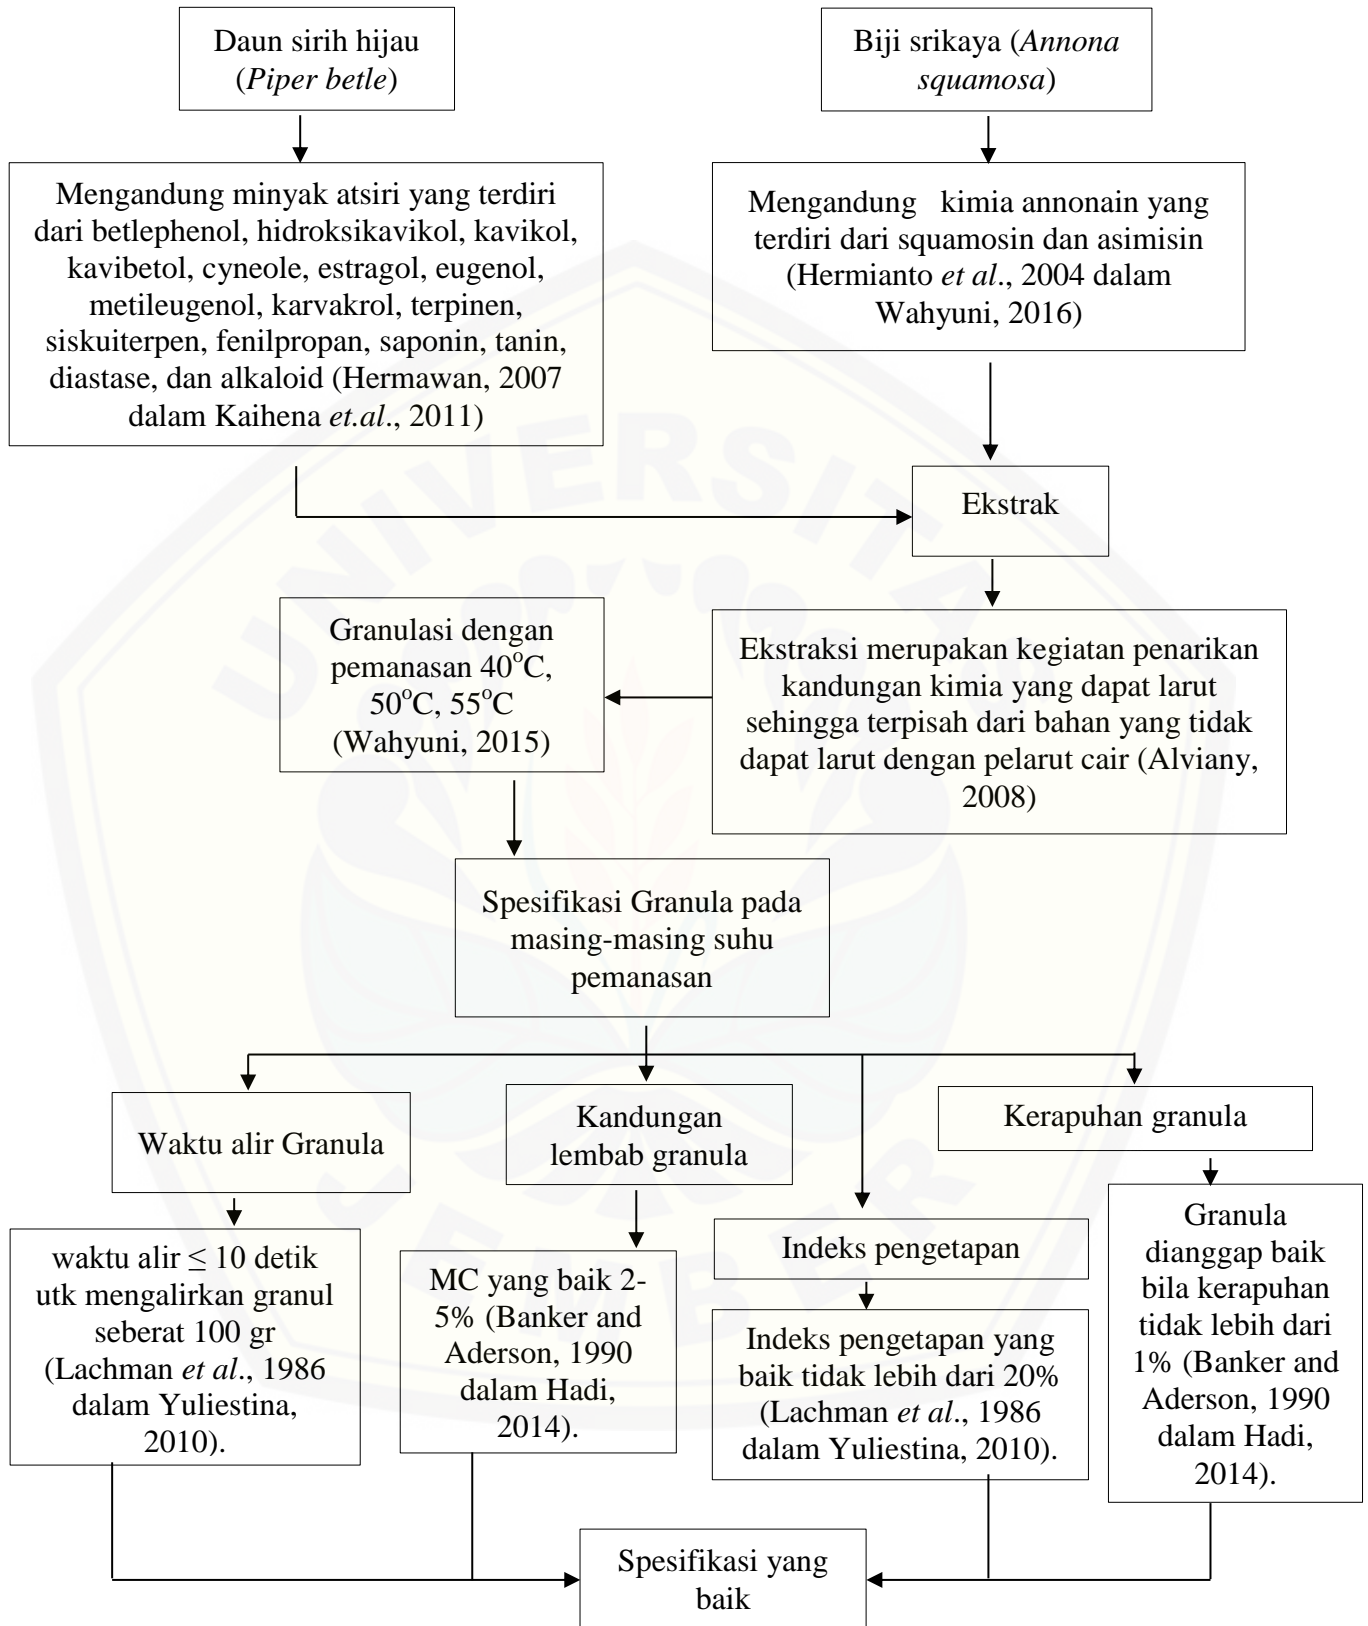 Daun sirih hijau
(Piper betle)
Biji srikaya (Annona
squamosa)
Mengandung minyak atsiri yang terdiri
dari betlephenol, hidroksikavikol, kavikol,
kavibetol, cyneole, estragol, eugenol,
metileugenol, karvakrol, terpinen,
siskuiterpen, fenilpropan, saponin, tanin,
diastase, dan alkaloid (Hermawan, 2007
dalam Kaihena et.al., 2011)
Mengandung kimia annonain yang
terdiri dari squamosin dan asimisin
(Hermianto et al., 2004 dalam
Wahyuni, 2016)
Ekstrak
Granulasi dengan
pemanasan 40°C,
50°C, 55°C
(Wahyuni, 2015)
Ekstraksi merupakan kegiatan penarikan
kandungan kimia yang dapat larut
sehingga terpisah dari bahan yang tidak
dapat larut dengan pelarut cair (Alviany,
2008)
Spesifikasi Granula pada
masing-masing suhu
pemanasan
Waktu alir Granula
Kandungan
lembab granula
Kerapuhan granula
waktu alir ≤ 10 detik
utk mengalirkan granul
seberat 100 gr
(Lachman et al., 1986
dalam Yuliestina,
2010).
MC yang baik 2-
5% (Banker and
Aderson, 1990
dalam Hadi,
2014).
Indeks pengetapan
Indeks pengetapan yang
baik tidak lebih dari 20%
(Lachman et al., 1986
dalam Yuliestina, 2010).
Granula
dianggap baik
bila kerapuhan
tidak lebih dari
1% (Banker and
Aderson, 1990
dalam Hadi,
2014).
Spesifikasi yang
baik
UNIVERSITAS
JEMBER